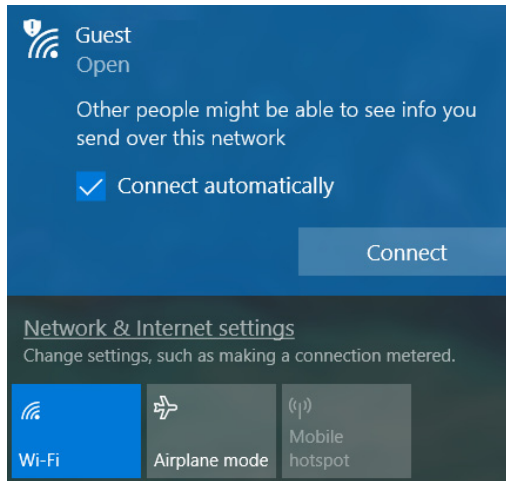 Guest
Open
Other people might be able to see info you
send over this network
Connect automatically
Connect
Network & Internet settings
Change settings, such as making a connection metered.
Wi-Fi
Airplane mode
Mobile
hotspot